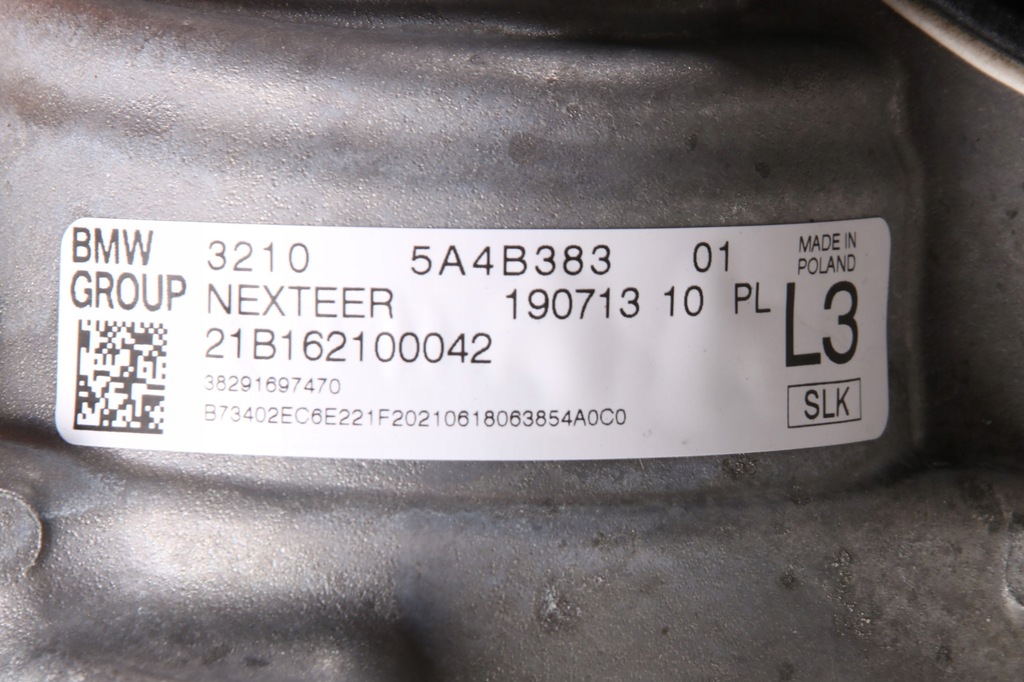 BMW GROUP
3210 5A4B383 01
NEXTEER 190713 10 PL
21B162100042
38291697470
B73402EC6E221F20210618063854A0C0
MADE IN
POLAND
L3
SLK